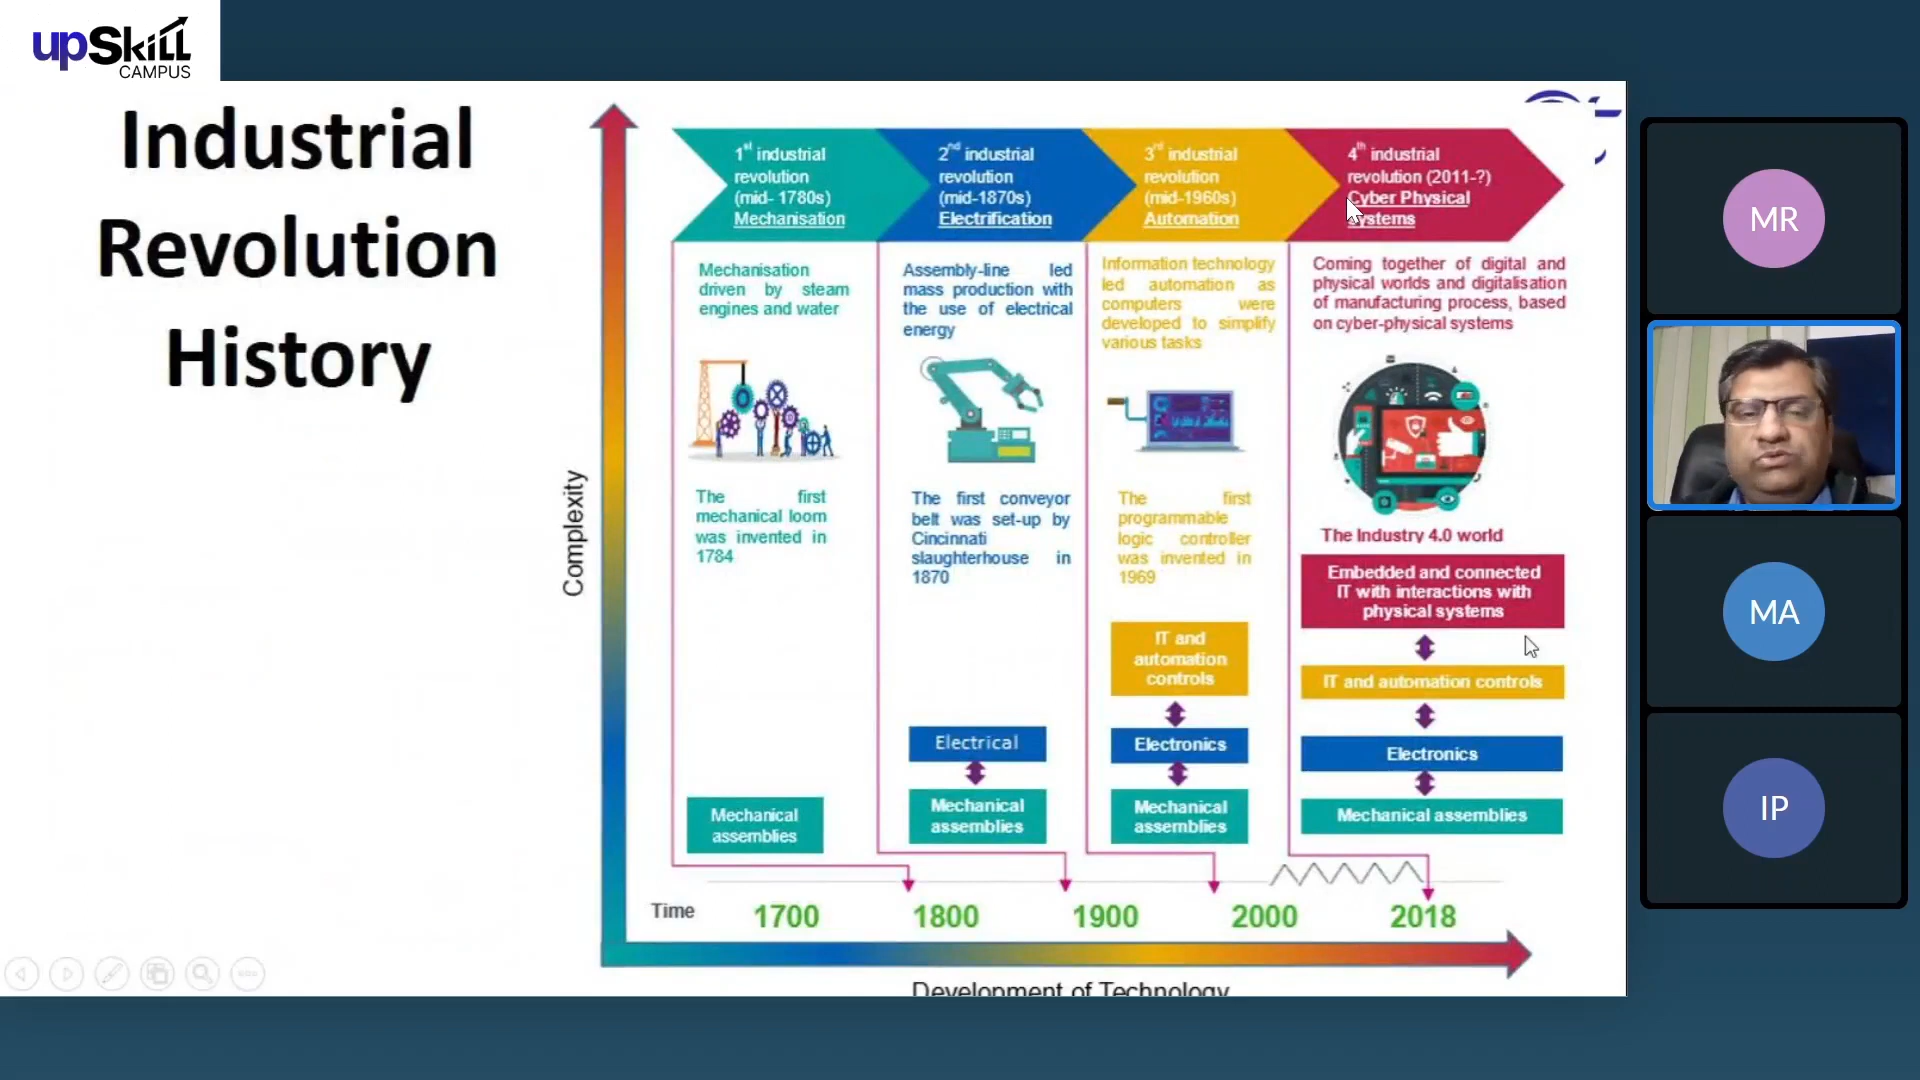 upSkill
CAMPUS
Industrial
Revolution
History
1st industrial
revolution
(mid- 1780s)
Mechanisation
2nd industrial
revolution
(mid-1870s)
Electrification
3rd industrial
revolution
(mid-1960s)
Automation
4th industrial
revolution (2011-?)
Cyber Physical
Systems
Mechanisation
driven by steam
engines and water
Assembly-line led
mass production with
the use of electrical
energy
Information technology
led automation as
computers were
developed to simplify
various tasks
Coming together of digital and
physical worlds and digitalisation
of manufacturing process, based
on cyber-physical systems
The first
mechanical loom
was invented in
1784
The first conveyor
belt was set-up by
Cincinnati
slaughterhouse in
1870
The first
programmable
logic controller
was invented in
1969
The Industry 4.0 world
Embedded and connected
IT with interactions with
physical systems
IT and
automation
controls
IT and automation controls
Electrical
Electronics
Electronics
Mechanical
assemblies
Mechanical
assemblies
Mechanical
assemblies
Mechanical assemblies
Complexity
Time
1700
1800
1900
2000
2018
Development of Technology
MR
MA
IP